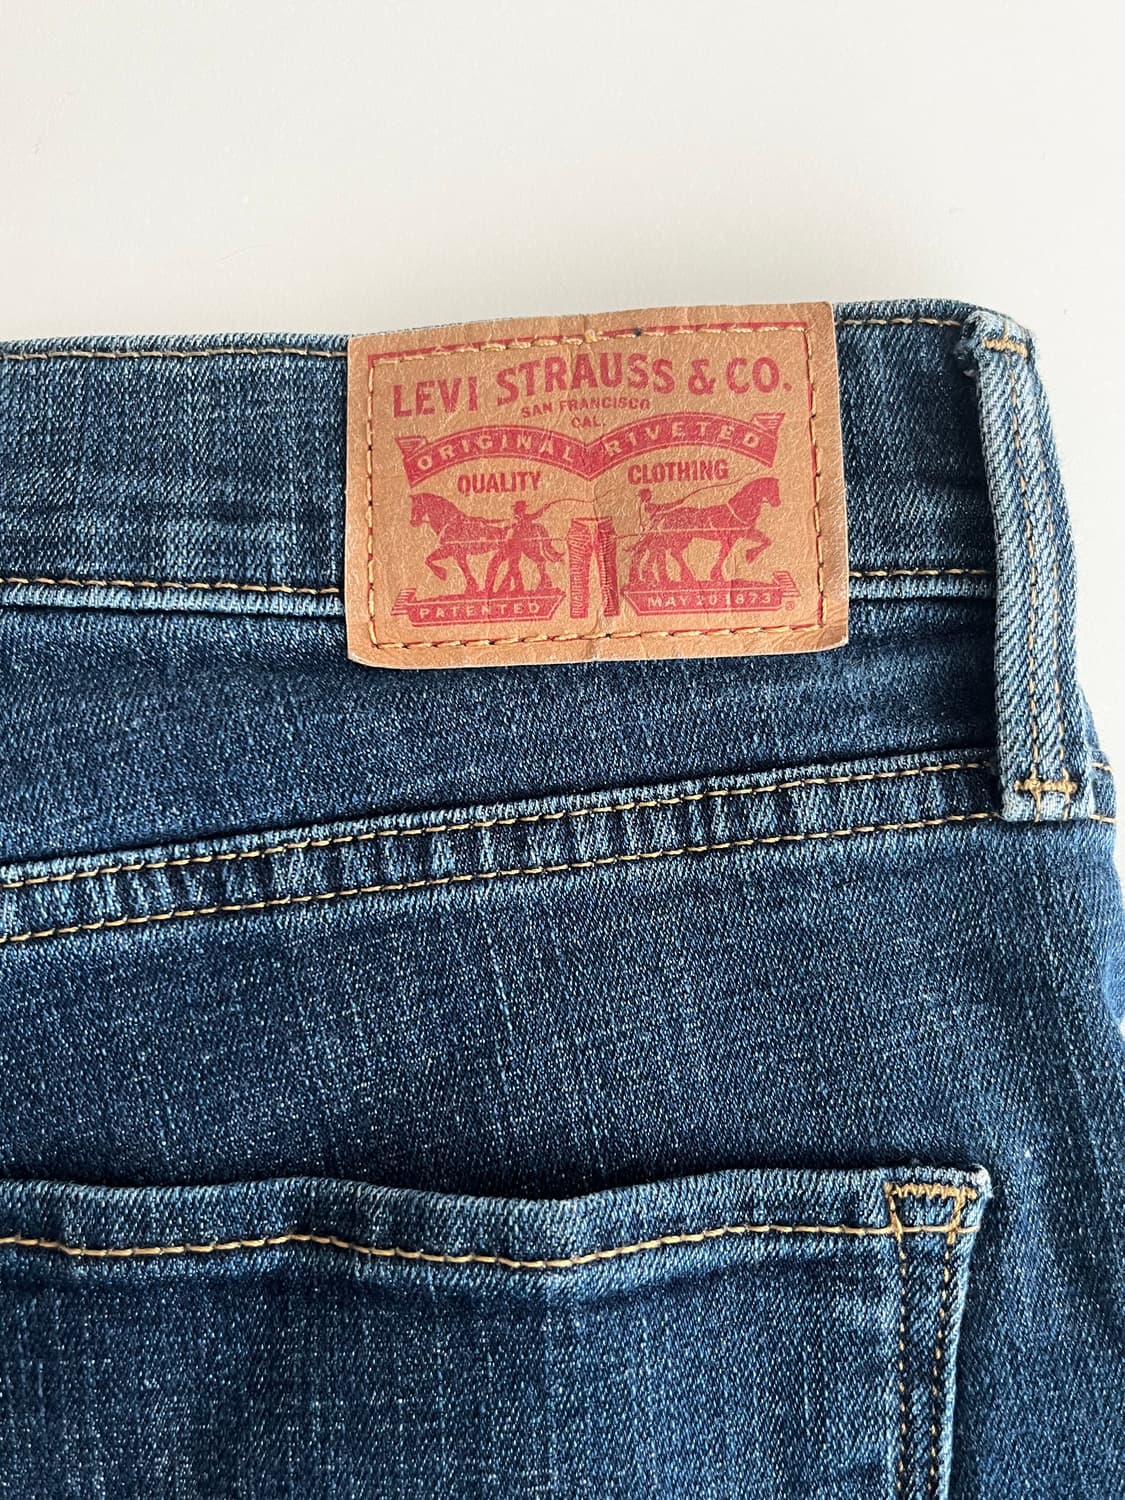 LEVI STRAUSS & CO.
SAN FRANCISCO
CAL.
ORIGINAL RIVETED
QUALITY CLOTHING
PATENTED MAY 20 1873 ®